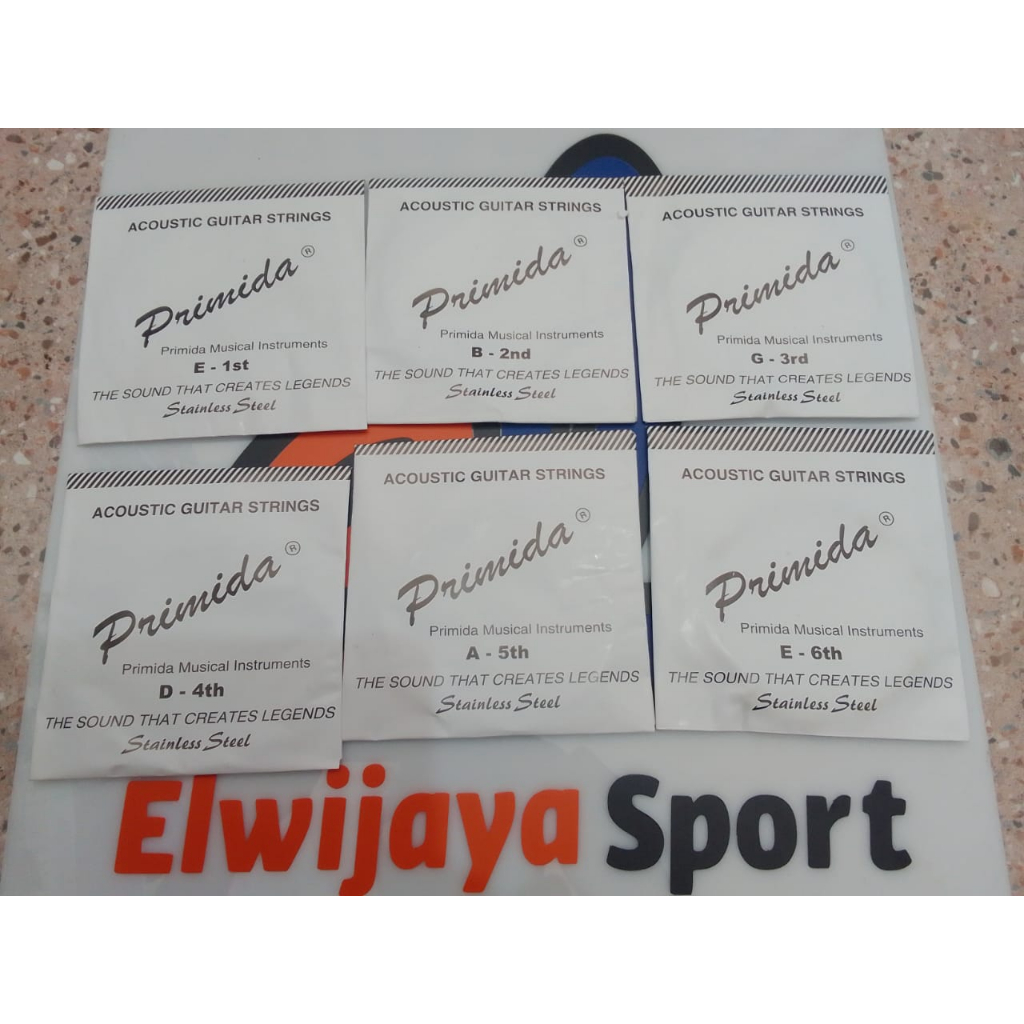 ACOUSTIC GUITAR STRINGS
Primida ®
Primida Musical Instruments
E - 1st
THE SOUND THAT CREATES LEGENDS
Stainless Steel
ACOUSTIC GUITAR STRINGS
Primida ®
Primida Musical Instruments
B - 2nd
THE SOUND THAT CREATES LEGENDS
Stainless Steel
ACOUSTIC GUITAR STRINGS
Primida ®
Primida Musical Instruments
G - 3rd
THE SOUND THAT CREATES LEGENDS
Stainless Steel
ACOUSTIC GUITAR STRINGS
Primida ®
Primida Musical Instruments
D - 4th
THE SOUND THAT CREATES LEGENDS
Stainless Steel
ACOUSTIC GUITAR STRINGS
Primida ®
Primida Musical Instruments
A - 5th
THE SOUND THAT CREATES LEGENDS
Stainless Steel
ACOUSTIC GUITAR STRINGS
Primida ®
Primida Musical Instruments
E - 6th
THE SOUND THAT CREATES LEGENDS
Stainless Steel
Elwijaya Sport